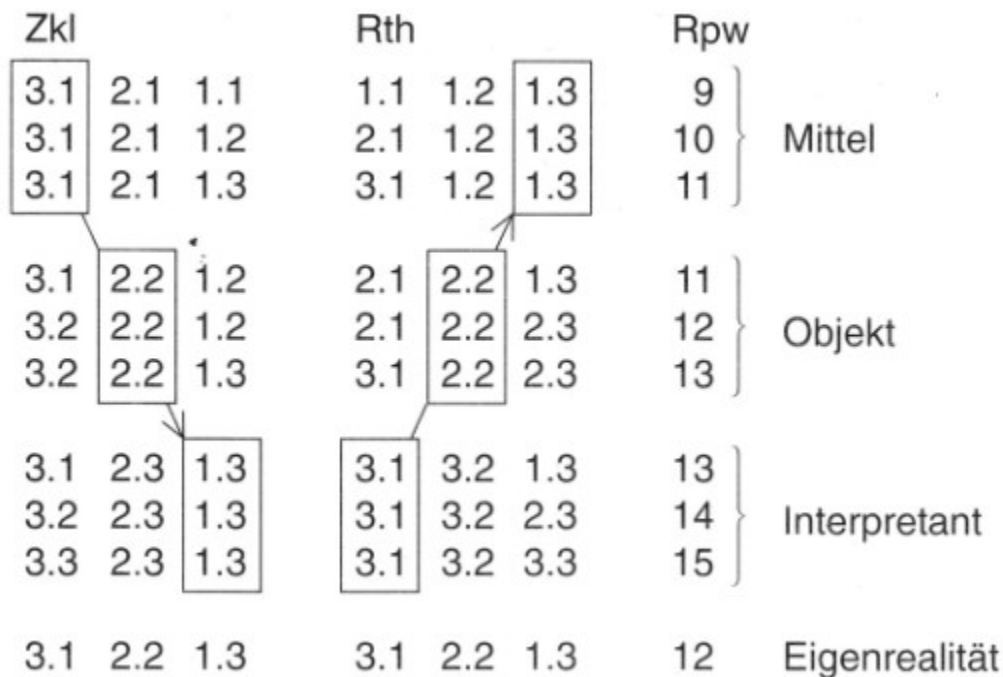 Zkl Rth Rpw
3.1 2.1 1.1 1.1 1.2 1.3 9
3.1 2.1 1.2 2.1 1.2 1.3 10 Mittel
3.1 2.1 1.3 3.1 1.2 1.3 11
3.1 2.2 1.2 2.1 2.2 1.3 11
3.2 2.2 1.2 2.1 2.2 2.3 12 Objekt
3.2 2.2 1.3 3.1 2.2 2.3 13
3.1 2.3 1.3 3.1 3.2 1.3 13
3.2 2.3 1.3 3.1 3.2 2.3 14 Interpretant
3.3 2.3 1.3 3.1 3.2 3.3 15
3.1 2.2 1.3 3.1 2.2 1.3 12 Eigenrealität